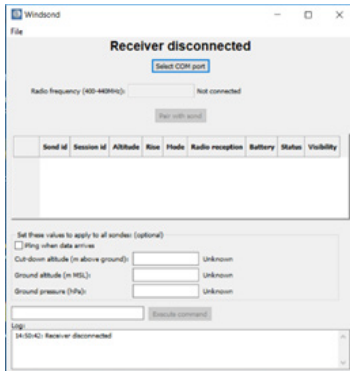 Windsond
File
Receiver disconnected
Select COM port
Radio frequency (400-440MHz): Not connected
Pair with sond
Sond id Session id Altitude Rise Mode Radio reception Battery Status Visibility
Set these values to apply to all sondes: (optional)
Ping when data arrives
Cut-down altitude (m above ground): Unknown
Ground altitude (m MSL): Unknown
Ground pressure (hPa): Unknown
Execute command
Log:
14:50:42: Receiver disconnected